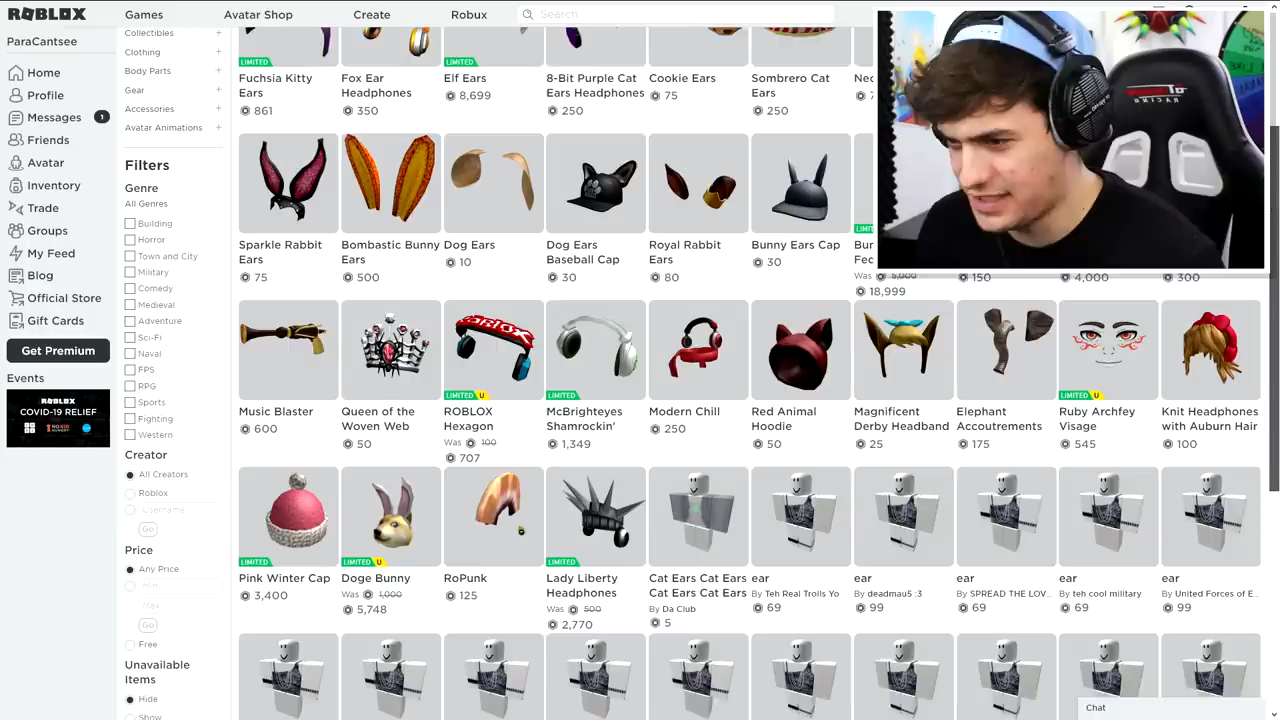 ROBLOX
Games
Avatar Shop
Create
Robux
Search
ParaCantsee
Home
Profile
Messages
1
Friends
Avatar
Inventory
Trade
Groups
My Feed
Blog
Official Store
Gift Cards
Get Premium
Events
ROBLOX
COVID-19 RELIEF
NO KID
HUNGRY
Collectibles +
Clothing +
Body Parts +
Gear +
Accessories +
Avatar Animations +
Filters
Genre
All Genres
Building
Horror
Town and City
Military
Comedy
Medieval
Adventure
Sci-Fi
Naval
FPS
RPG
Sports
Fighting
Western
Creator
All Creators
Roblox
Username
Go
Price
Any Price
Min
Max
Go
Free
Unavailable
Items
Hide
Show
LIMITED
Fuchsia Kitty
Ears
861
Fox Ear
Headphones
350
LIMITED
Elf Ears
8,699
8-Bit Purple Cat
Ears Headphones
250
Cookie Ears
75
Sombrero Cat
Ears
250
Sparkle Rabbit
Ears
75
Bombastic Bunny
Ears
500
Dog Ears
10
Dog Ears
Baseball Cap
30
Royal Rabbit
Ears
80
Bunny Ears Cap
30
Was 5,000
18,999
150
4,000
300
Music Blaster
600
Queen of the
Woven Web
50
LIMITED U
ROBLOX
Hexagon
Was 100
707
LIMITED
McBrighteyes
Shamrockin'
1,349
Modern Chill
250
Red Animal
Hoodie
50
Magnificent
Derby Headband
25
Elephant
Accoutrements
175
LIMITED U
Ruby Archfey
Visage
545
Knit Headphones
with Auburn Hair
100
LIMITED
Pink Winter Cap
3,400
LIMITED U
Doge Bunny
Was 1,000
5,748
RoPunk
125
LIMITED
Lady Liberty
Headphones
Was 500
2,770
Cat Ears Cat Ears
Cat Ears Cat Ears
By Da Club
5
ear
By Teh Real Trolls Yo
69
ear
By deadmau5 :3
99
ear
By SPREAD THE LOV...
69
ear
By teh cool military
69
ear
By United Forces of E...
99
Chat